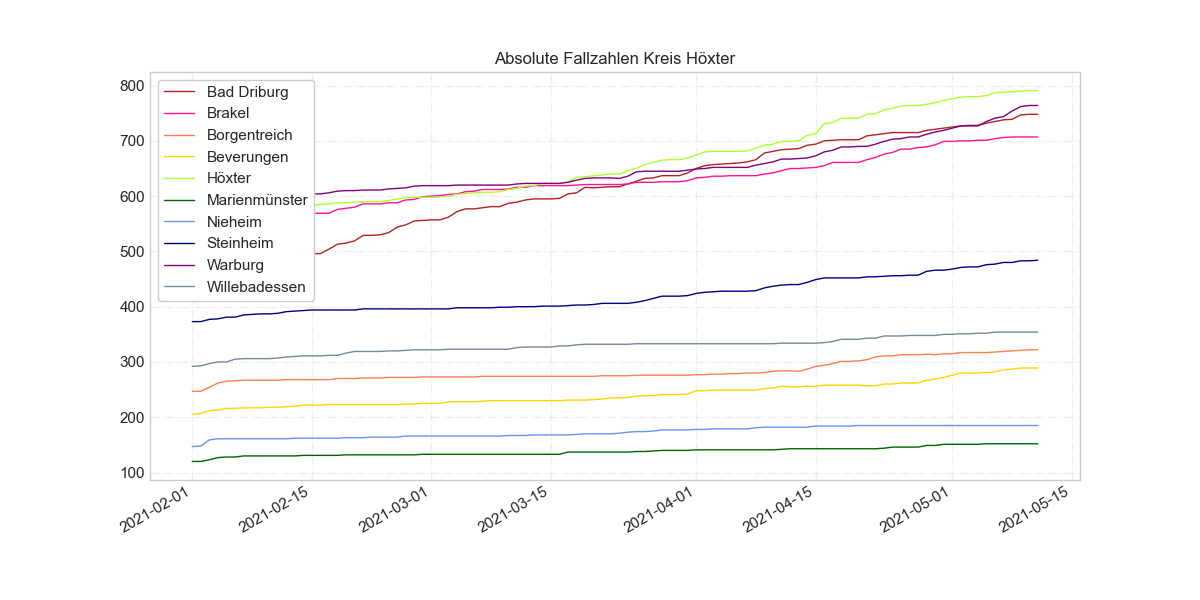 Absolute Fallzahlen Kreis Höxter
800
700
600
500
400
300
200
100
Bad Driburg
Brakel
Borgentreich
Beverungen
Höxter
Marienmünster
Nieheim
Steinheim
Warburg
Willebadessen
2021-02-01
2021-02-15
2021-03-01
2021-03-15
2021-04-01
2021-04-15
2021-05-01
2021-05-15